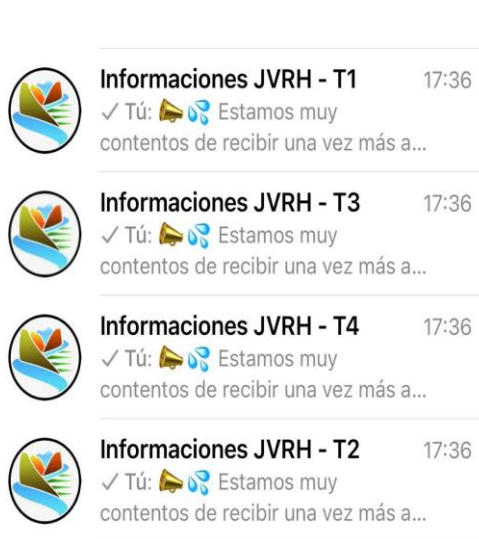 Informaciones JVRH - T1 17:36
✓ Tú: 📣💦 Estamos muy
contentos de recibir una vez más a...
Informaciones JVRH - T3 17:36
✓ Tú: 📣💦 Estamos muy
contentos de recibir una vez más a...
Informaciones JVRH - T4 17:36
✓ Tú: 📣💦 Estamos muy
contentos de recibir una vez más a...
Informaciones JVRH - T2 17:36
✓ Tú: 📣💦 Estamos muy
contentos de recibir una vez más a...